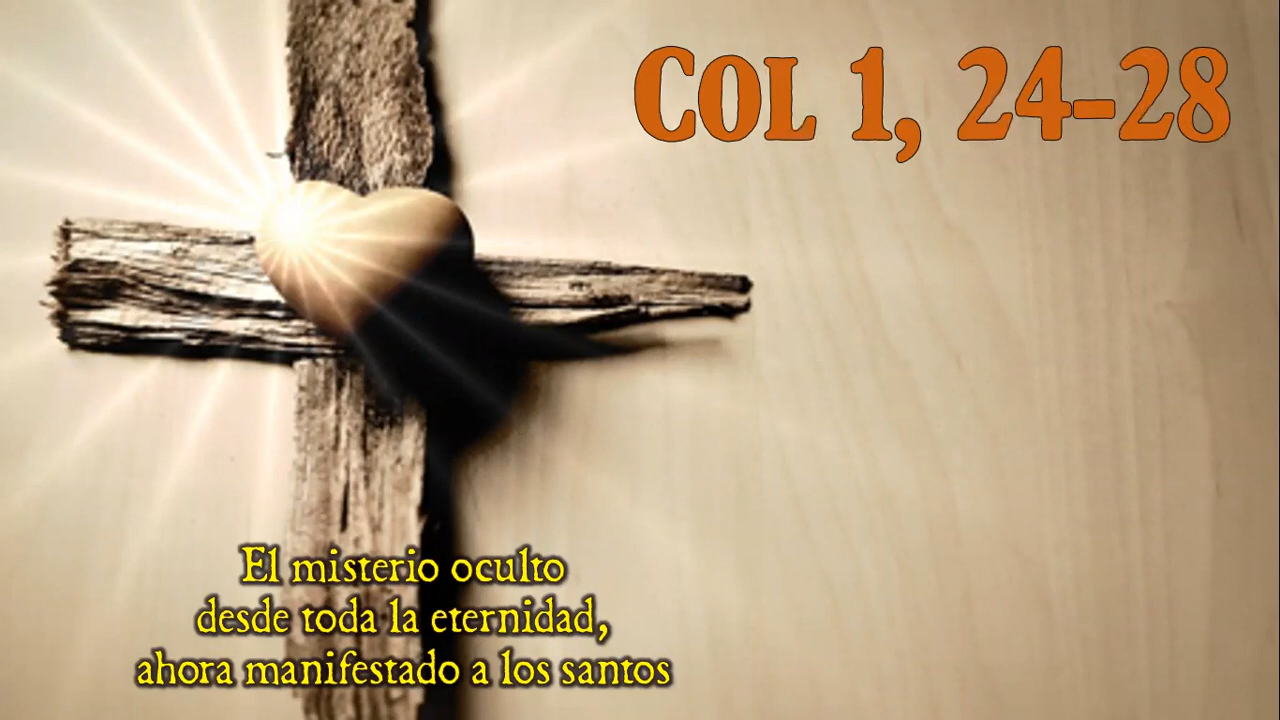 COL 1, 24-28
El misterio oculto
desde toda la eternidad,
ahora manifestado a los santos